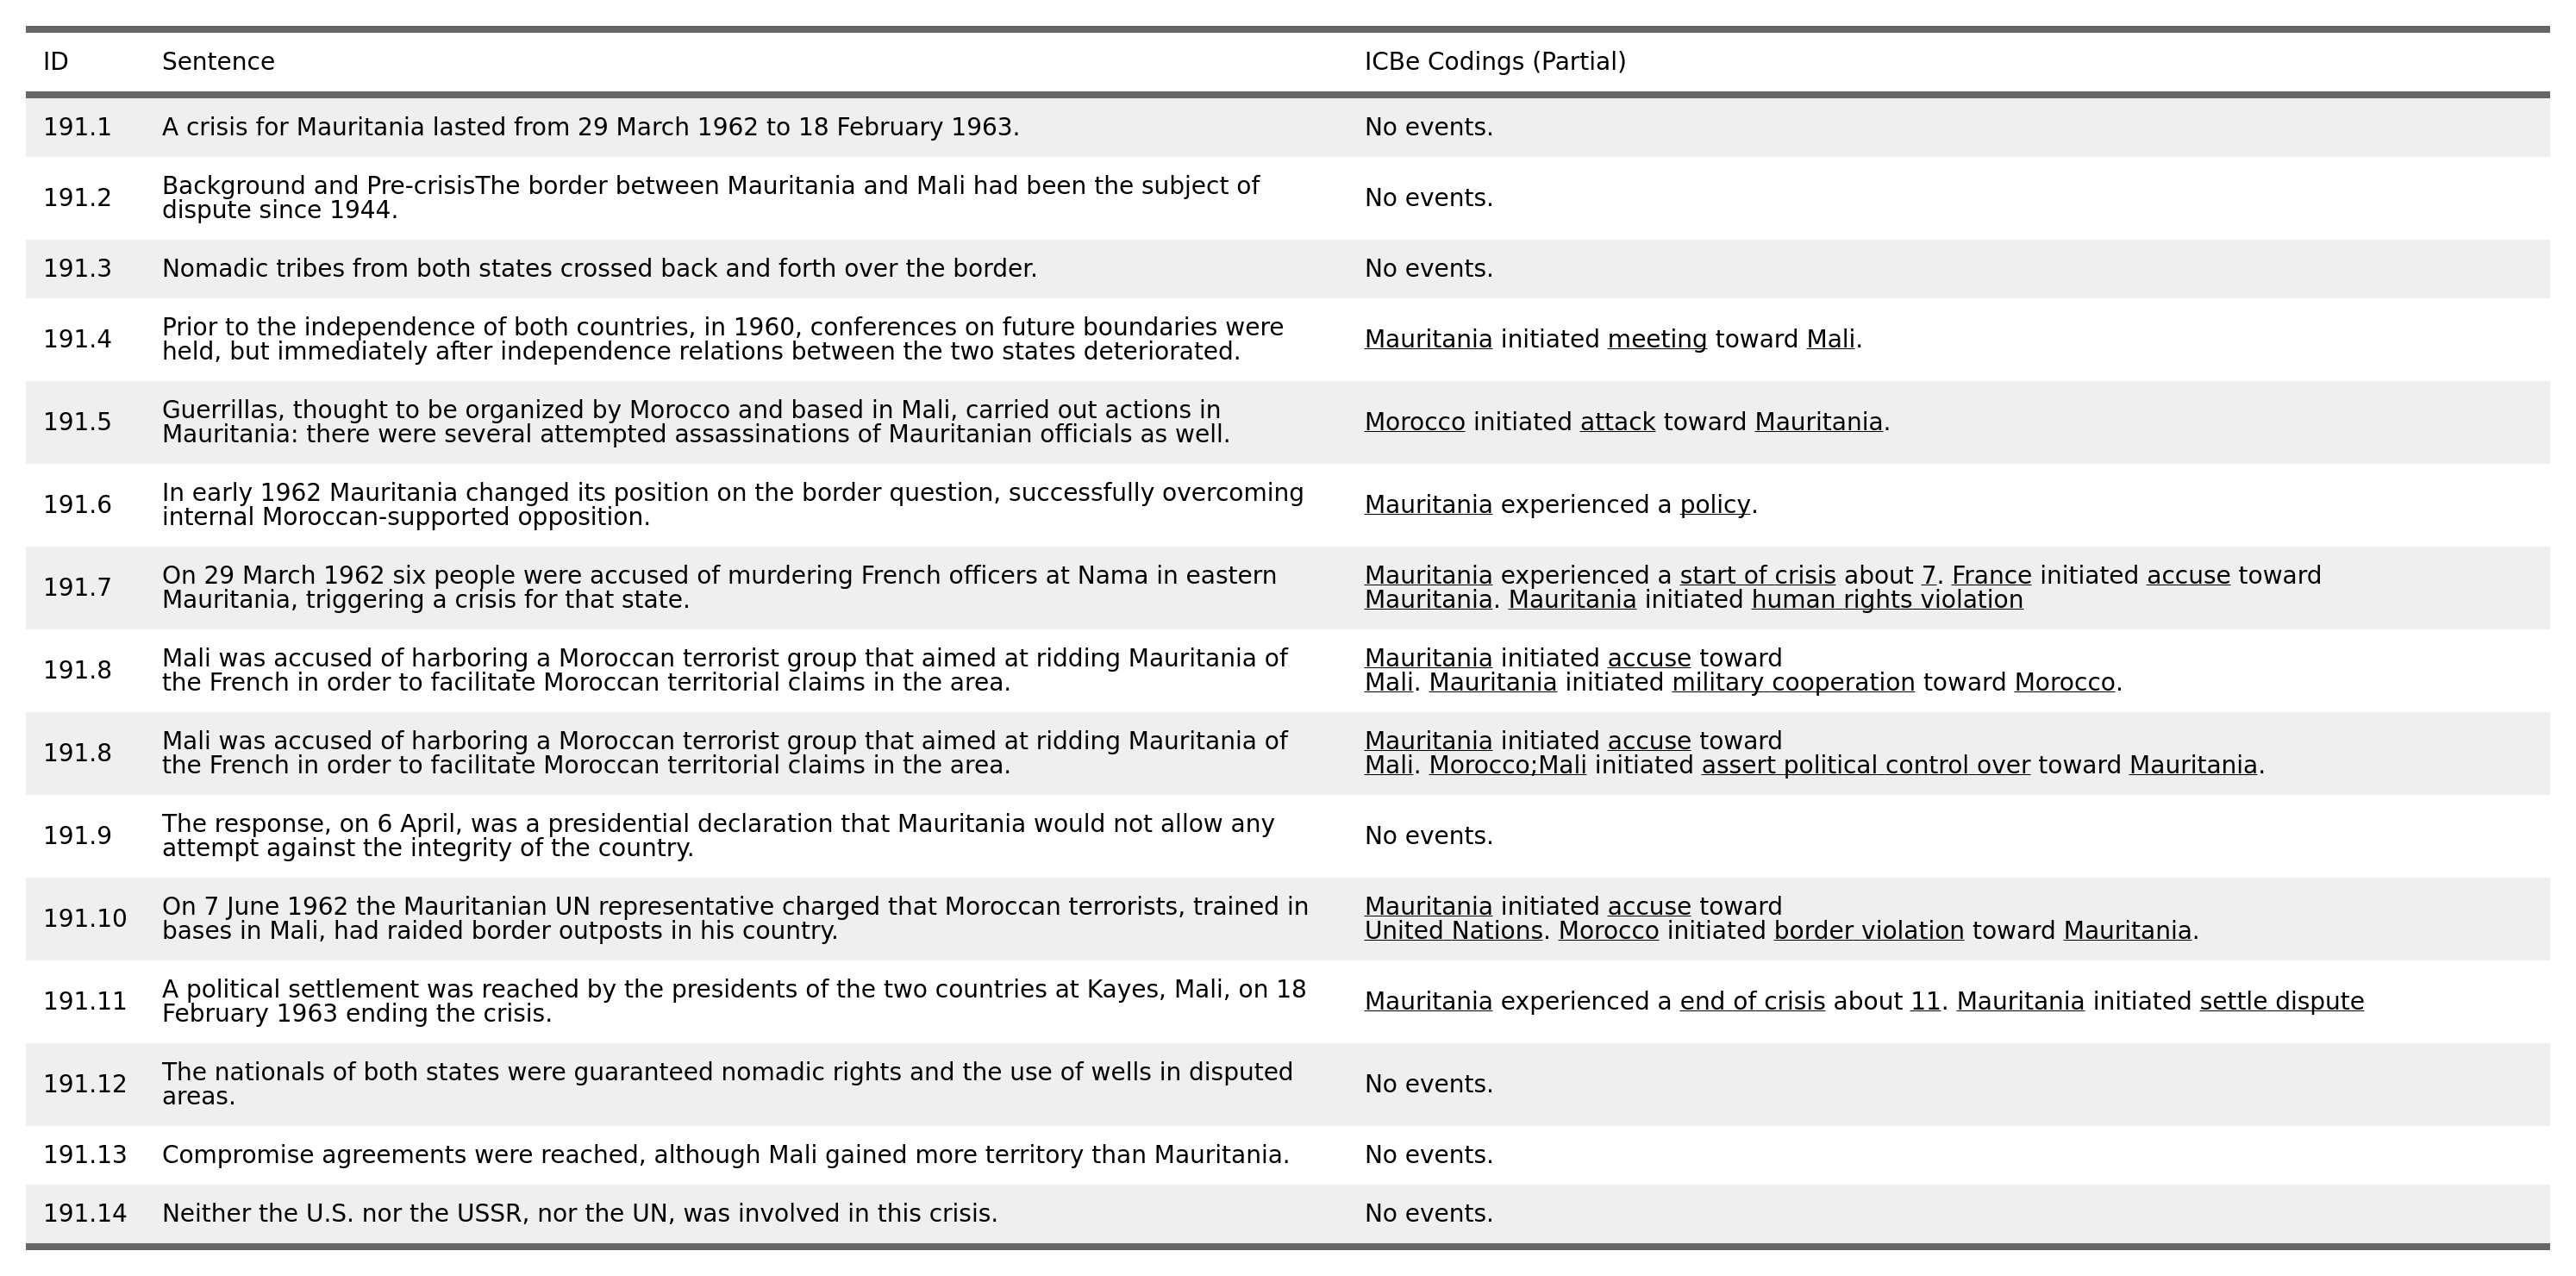 ID Sentence ICBe Codings (Partial)
191.1 A crisis for Mauritania lasted from 29 March 1962 to 18 February 1963. No events.
191.2 Background and Pre-crisisThe border between Mauritania and Mali had been the subject of
dispute since 1944. No events.
191.3 Nomadic tribes from both states crossed back and forth over the border. No events.
191.4 Prior to the independence of both countries, in 1960, conferences on future boundaries were
held, but immediately after independence relations between the two states deteriorated. Mauritania initiated meeting toward Mali.
191.5 Guerrillas, thought to be organized by Morocco and based in Mali, carried out actions in
Mauritania: there were several attempted assassinations of Mauritanian officials as well. Morocco initiated attack toward Mauritania.
191.6 In early 1962 Mauritania changed its position on the border question, successfully overcoming
internal Moroccan-supported opposition. Mauritania experienced a policy.
191.7 On 29 March 1962 six people were accused of murdering French officers at Nama in eastern
Mauritania, triggering a crisis for that state.
Mauritania experienced a start of crisis about 7. France initiated accuse toward
Mauritania. Mauritania initiated human rights violation
191.8 Mali was accused of harboring a Moroccan terrorist group that aimed at ridding Mauritania of
the French in order to facilitate Moroccan territorial claims in the area.
Mauritania initiated accuse toward
Mali. Mauritania initiated military cooperation toward Morocco.
191.8 Mali was accused of harboring a Moroccan terrorist group that aimed at ridding Mauritania of
the French in order to facilitate Moroccan territorial claims in the area.
Mauritania initiated accuse toward
Mali. Morocco;Mali initiated assert political control over toward Mauritania.
191.9 The response, on 6 April, was a presidential declaration that Mauritania would not allow any
attempt against the integrity of the country. No events.
191.10 On 7 June 1962 the Mauritanian UN representative charged that Moroccan terrorists, trained in
bases in Mali, had raided border outposts in his country.
Mauritania initiated accuse toward
United Nations. Morocco initiated border violation toward Mauritania.
191.11 A political settlement was reached by the presidents of the two countries at Kayes, Mali, on 18
February 1963 ending the crisis. Mauritania experienced a end of crisis about 11. Mauritania initiated settle dispute
191.12 The nationals of both states were guaranteed nomadic rights and the use of wells in disputed
areas. No events.
191.13 Compromise agreements were reached, although Mali gained more territory than Mauritania. No events.
191.14 Neither the U.S. nor the USSR, nor the UN, was involved in this crisis. No events.